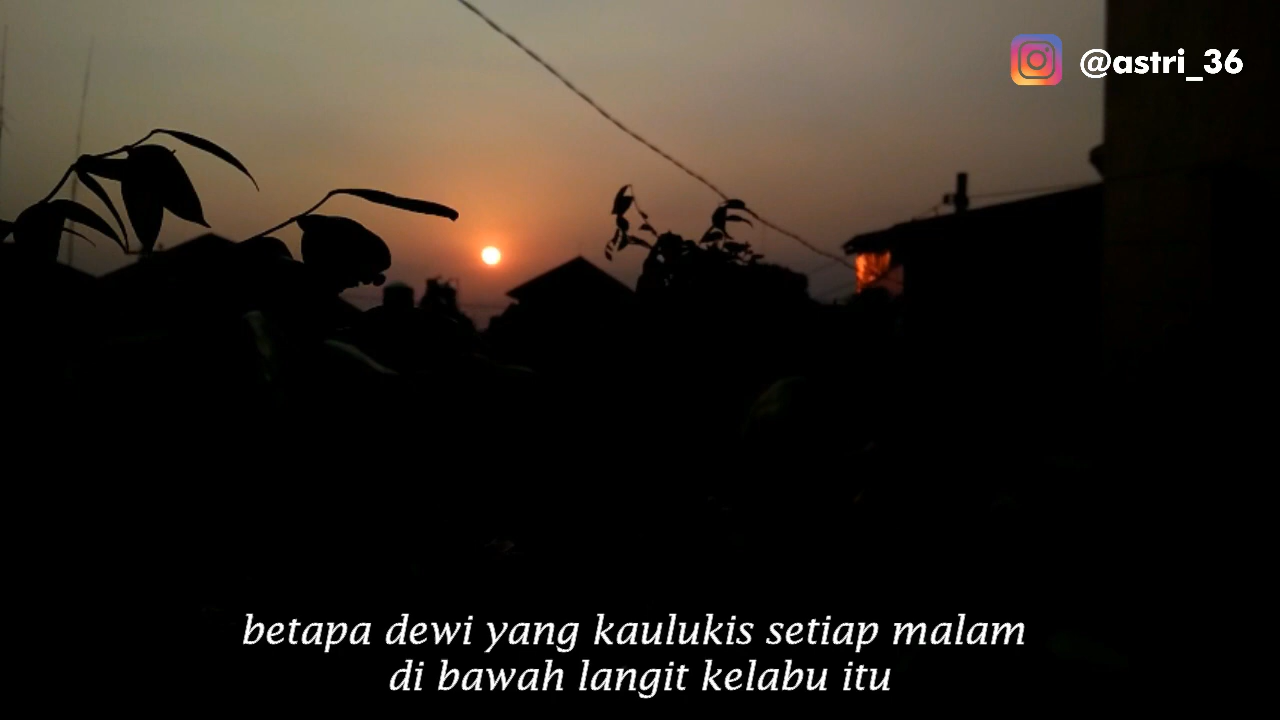 @astri_36
betapa dewi yang kaulukis setiap malam
di bawah langit kelabu itu